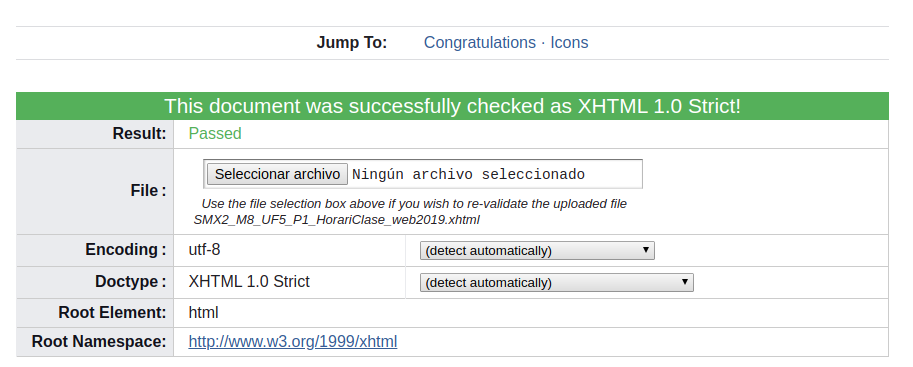 Jump To: Congratulations · Icons
This document was successfully checked as XHTML 1.0 Strict!
Result: Passed
File : Seleccionar archivo Ningún archivo seleccionado
Use the file selection box above if you wish to re-validate the uploaded file
SMX2_M8_UF5_P1_HorariClase_web2019.xhtml
Encoding : utf-8 (detect automatically)
Doctype : XHTML 1.0 Strict (detect automatically)
Root Element: html
Root Namespace: http://www.w3.org/1999/xhtml